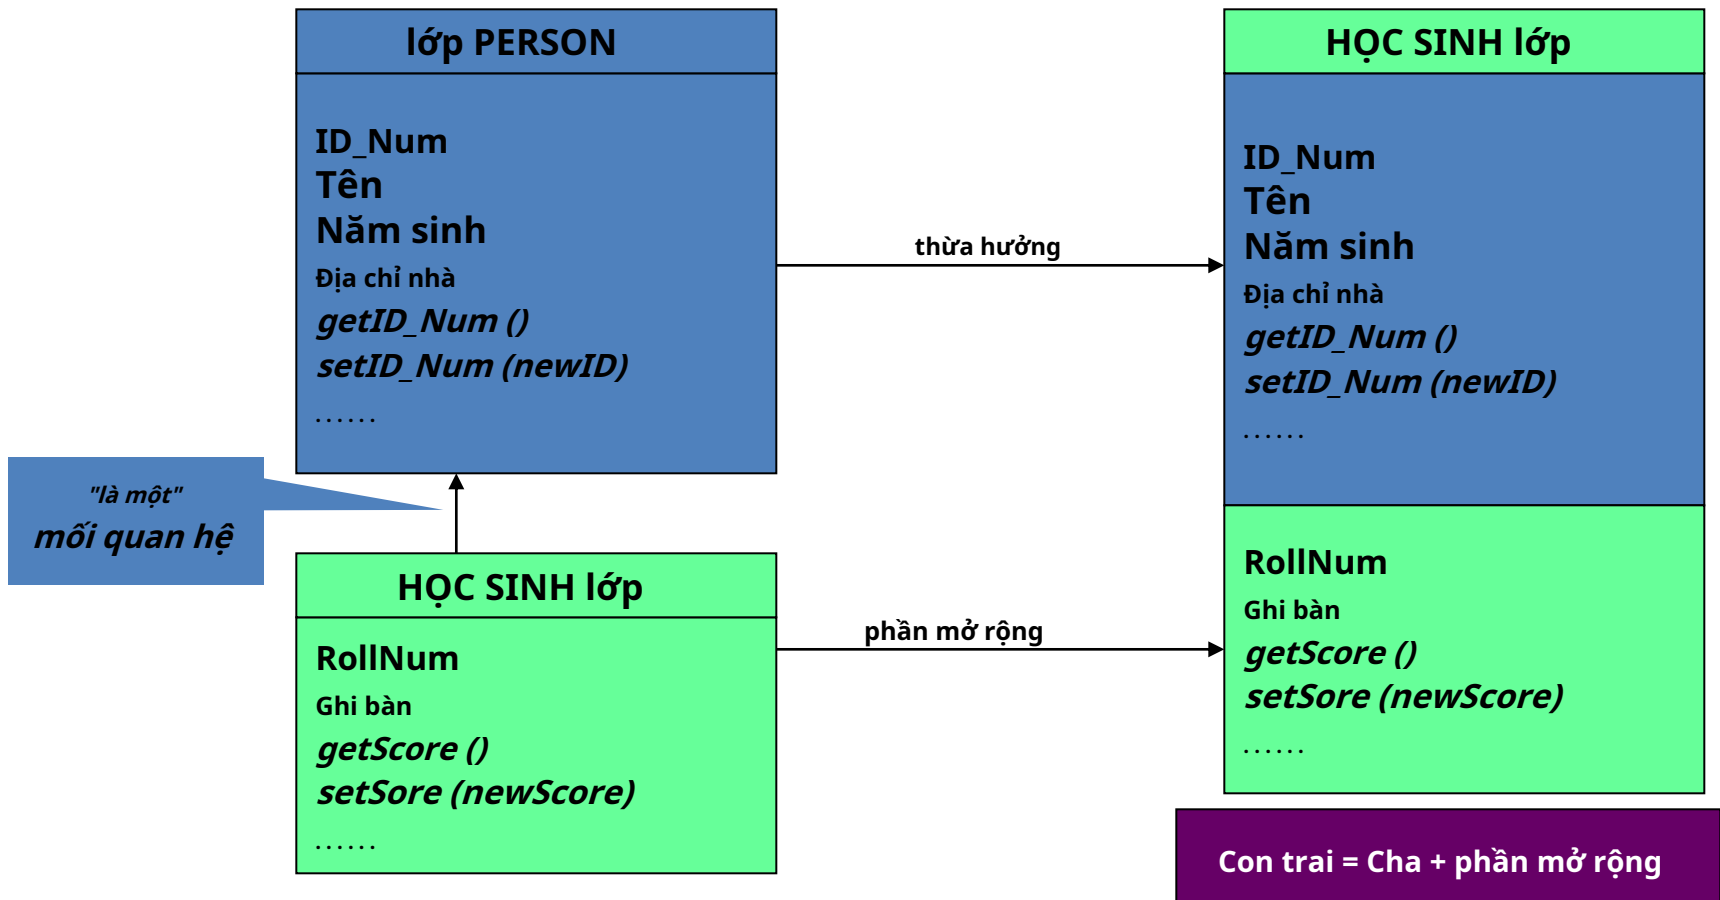 lớp PERSON
ID_Num
Tên
Năm sinh
Địa chỉ nhà
getID_Num ()
setID_Num (newID)
......
"là một"
mối quan hệ
HỌC SINH lớp
RollNum
Ghi bàn
getScore ()
setSore (newScore)
......
thừa hưởng
phần mở rộng
HỌC SINH lớp
ID_Num
Tên
Năm sinh
Địa chỉ nhà
getID_Num ()
setID_Num (newID)
......
RollNum
Ghi bàn
getScore ()
setSore (newScore)
......
Con trai = Cha + phần mở rộng